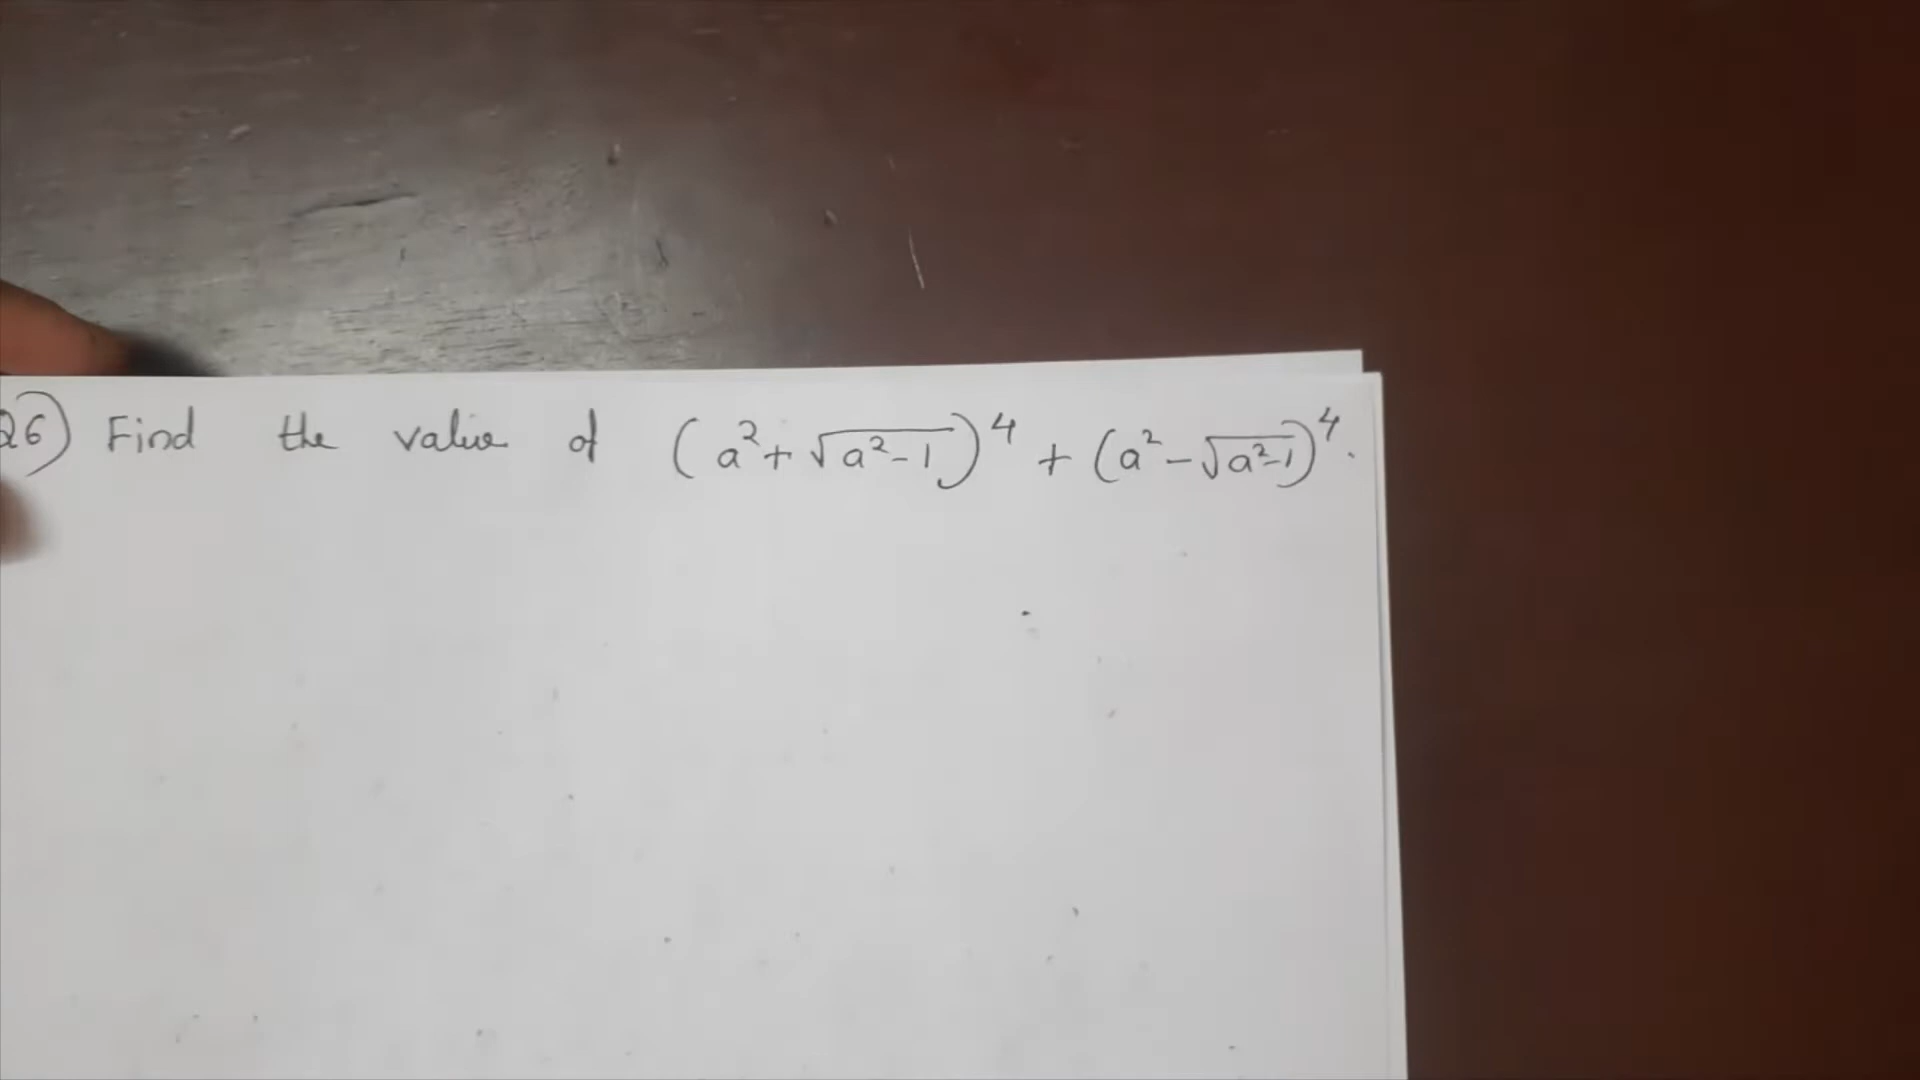 26) Find the value of (a² + √(a²-1))⁴ + (a² - √(a²-1))⁴.